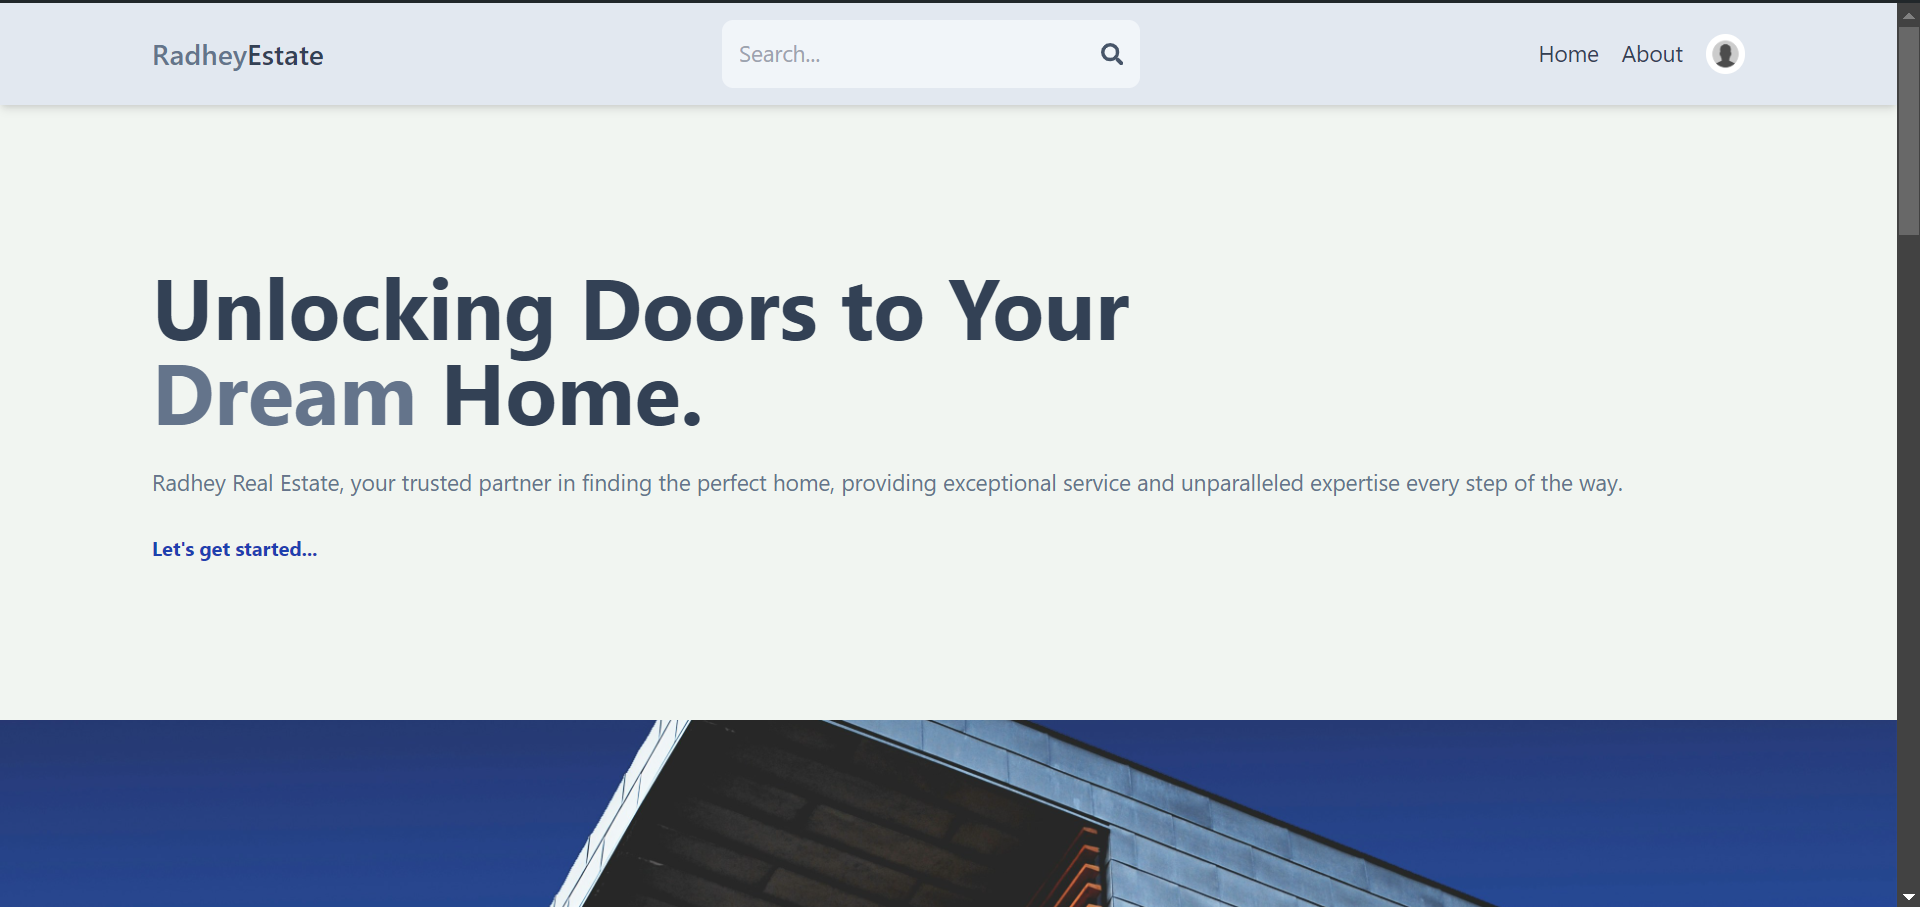 RadheyEstate
Search...
Home
About
Unlocking Doors to Your
Dream Home.
Radhey Real Estate, your trusted partner in finding the perfect home, providing exceptional service and unparalleled expertise every step of the way.
Let's get started...